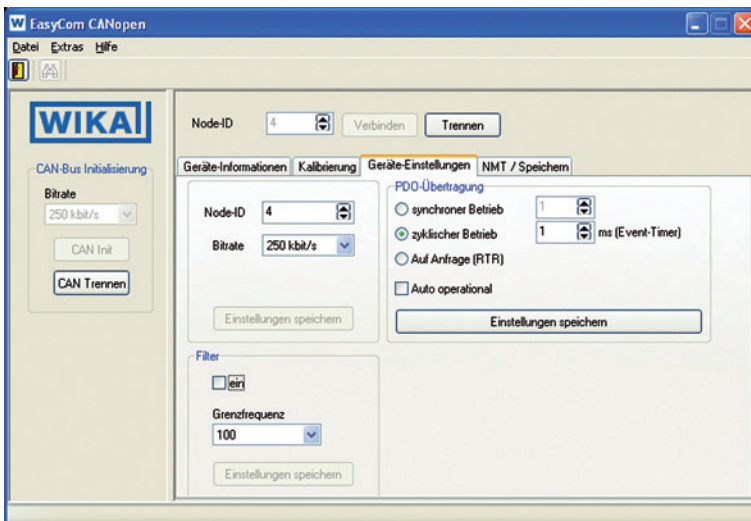 EasyCom CANopen
Datei Extras Hilfe
WIKA
CAN-Bus Initialisierung
Bitrate
250 kbit/s
CAN Init
CAN Trennen
Node-ID 4 Verbinden Trennen
Geräte-Informationen Kalibrierung Geräte-Einstellungen NMT / Speichern
Node-ID 4
Bitrate 250 kbit/s
Einstellungen speichern
PDO-Übertragung
synchroner Betrieb 1
zyklischer Betrieb 1 ms (Event-Timer)
Auf Anfrage (RTR)
Auto operational
Einstellungen speichern
Filter
ein
Grenzfrequenz
100
Einstellungen speichern